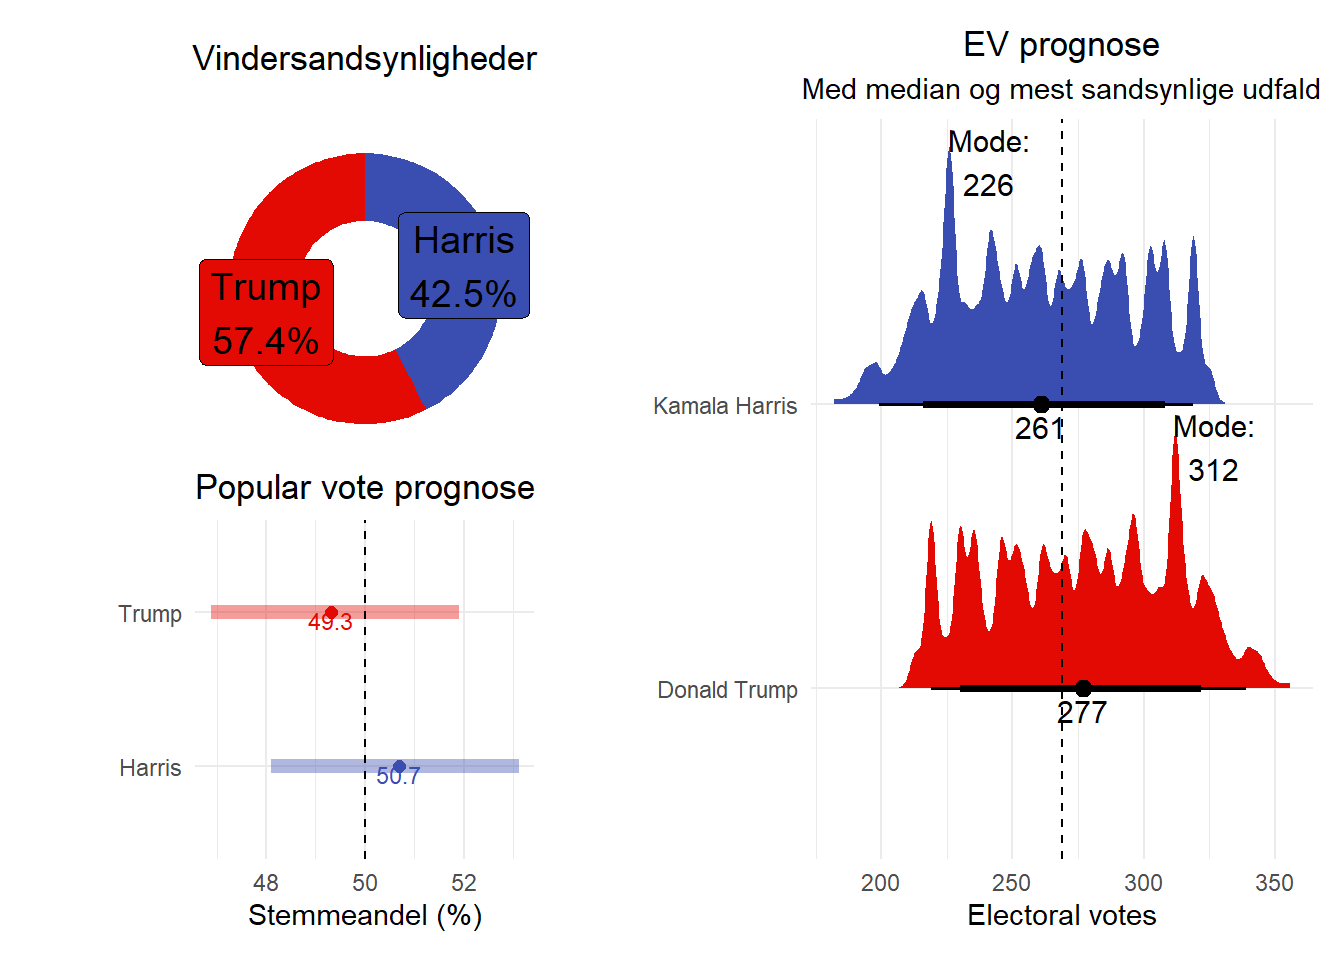 Vindersandsynligheder
Harris
42.5%
Trump
57.4%
Popular vote prognose
Trump
49.3
Harris
50.7
48 50 52
Stemmeandel (%)
EV prognose
Med median og mest sandsynlige udfald
Mode:
226
Kamala Harris
261
Mode:
312
Donald Trump
277
200 250 300 350
Electoral votes